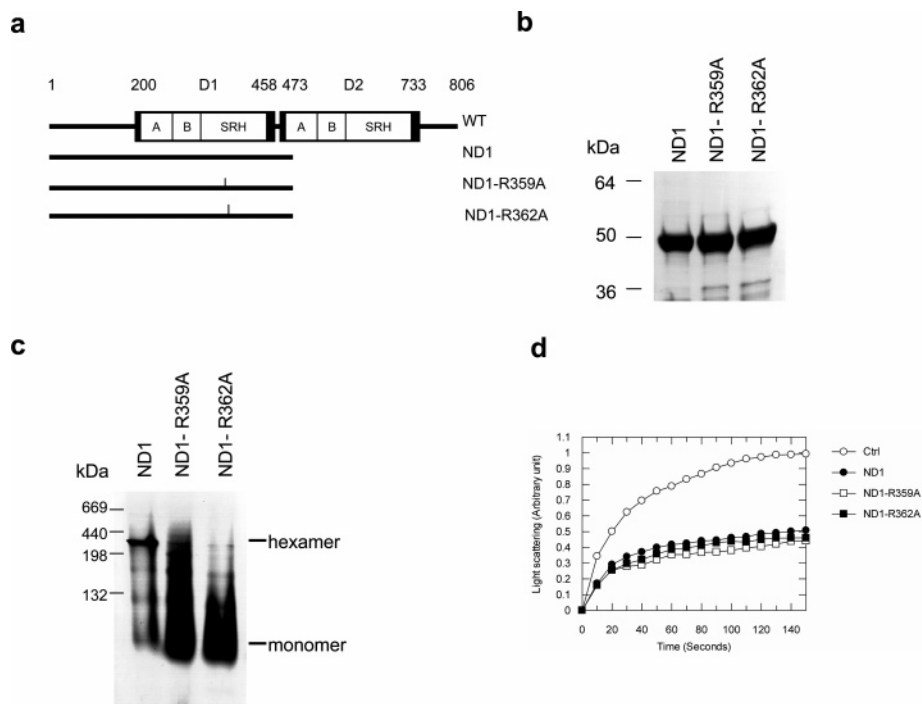 a
1 200 D1 458 473 D2 733 806
A B SRH A B SRH WT
ND1
ND1-R359A
ND1-R362A
b
ND1
ND1- R359A
ND1- R362A
kDa
64
50
36
c
ND1
ND1- R359A
ND1- R362A
kDa
669
440
198
132
hexamer
monomer
d
Light scattering (Arbitrary unit)
1.1
1
0.9
0.8
0.7
0.6
0.5
0.4
0.3
0.2
0.1
0
0 20 40 60 80 100 120 140
Time (Seconds)
Ctrl
ND1
ND1-R359A
ND1-R362A